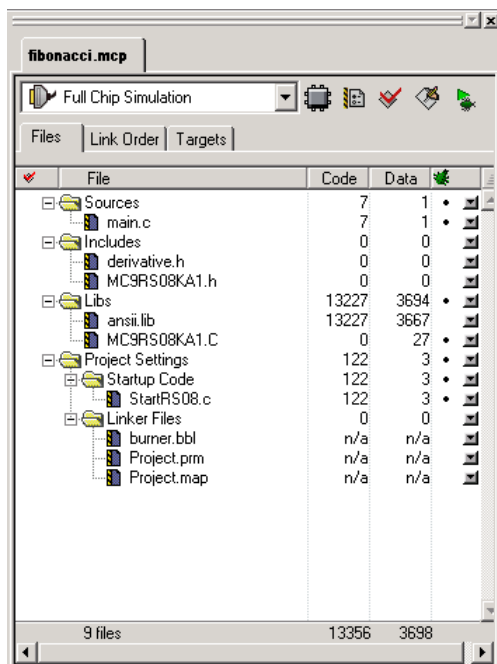 fibonacci.mcp
Full Chip Simulation
Files Link Order Targets
File Code Data
Sources 7 1
main.c 7 1
Includes 0 0
derivative.h 0 0
MC9RS08KA1.h 0 0
Libs 13227 3694
ansii.lib 13227 3667
MC9RS08KA1.C 0 27
Project Settings 122 3
Startup Code 122 3
StartRS08.c 122 3
Linker Files 0 0
burner.bbl n/a n/a
Project.prm n/a n/a
Project.map n/a n/a
9 files 13356 3698